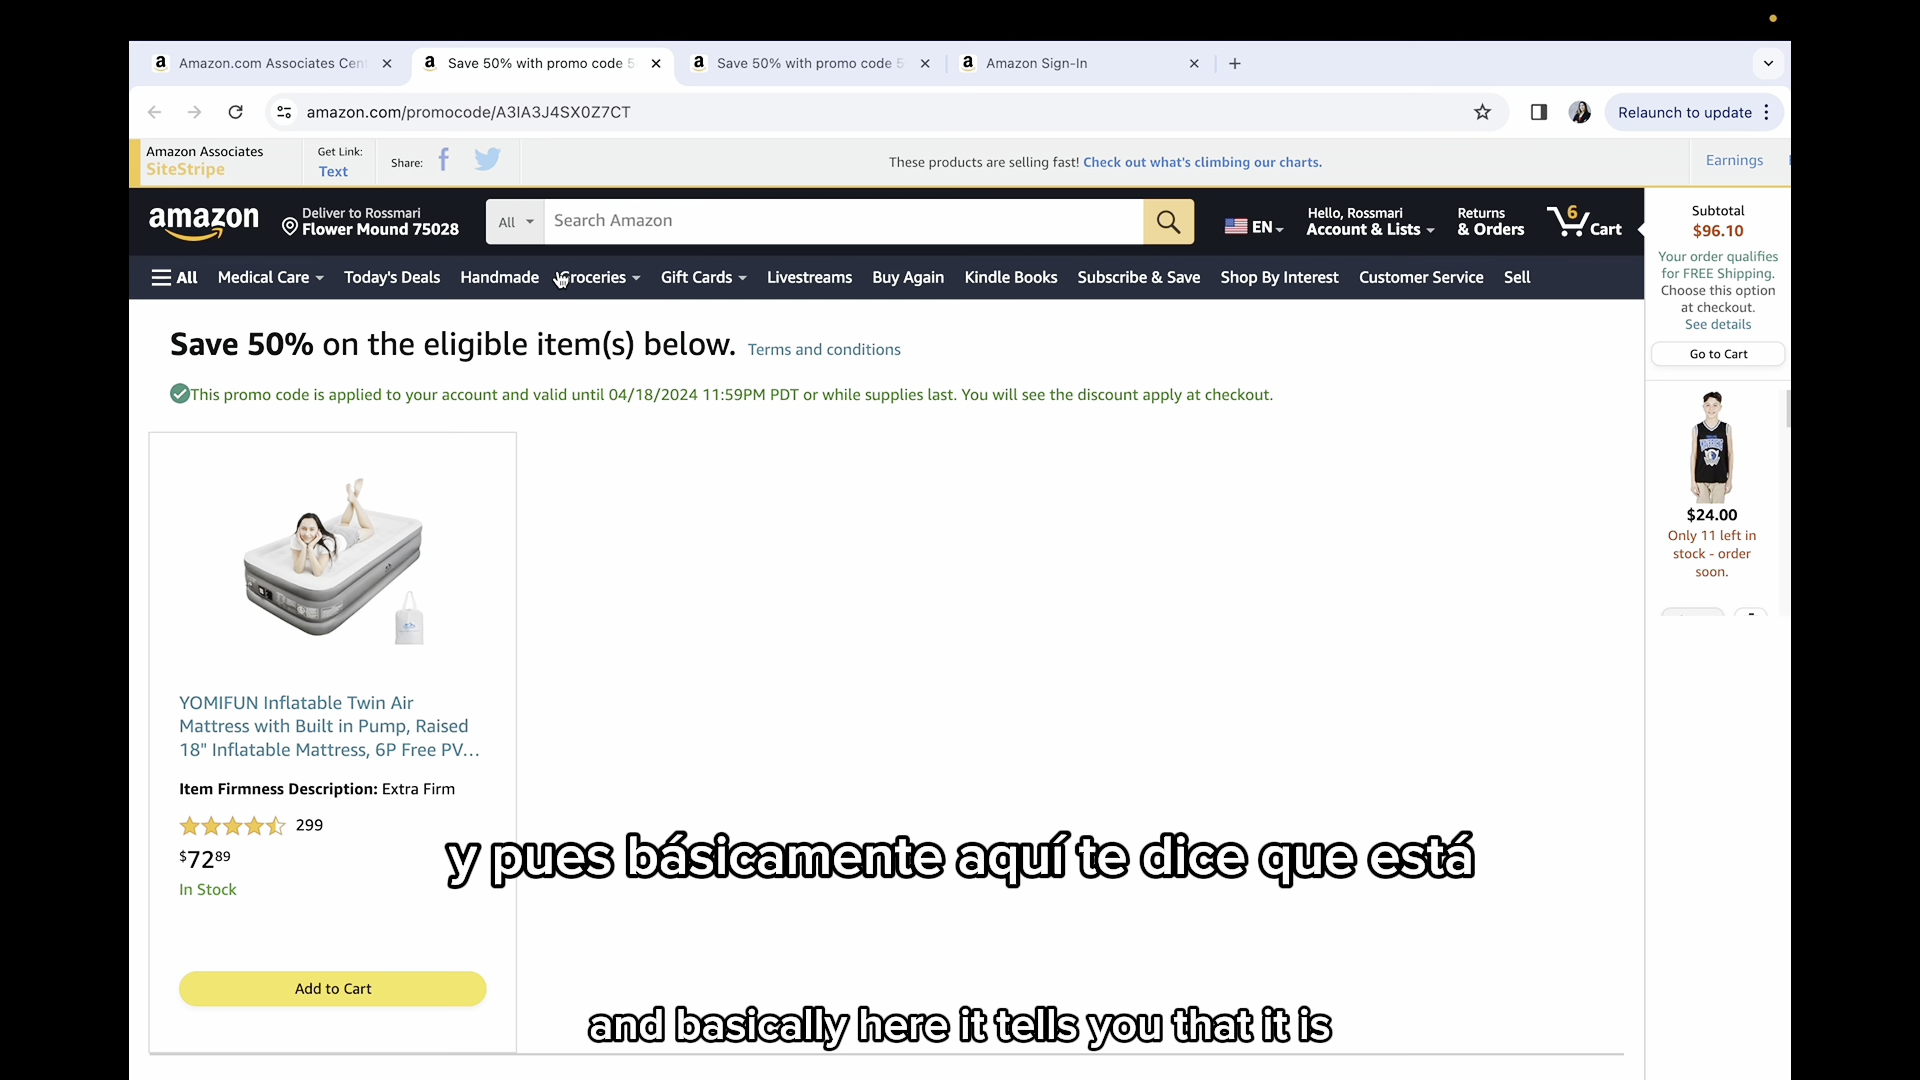 Amazon.com Associates Cent
Save 50% with promo code 5
Save 50% with promo code 5
Amazon Sign-In
amazon.com/promocode/A3IA3J4SX0Z7CT
Relaunch to update
Amazon Associates
SiteStripe
Get Link:
Text
Share:
These products are selling fast! Check out what's climbing our charts.
Earnings
amazon
Deliver to Rossmari
Flower Mound 75028
All
Search Amazon
EN
Hello, Rossmari
Account & Lists
Returns
& Orders
6
Cart
All
Medical Care
Today's Deals
Handmade
Groceries
Gift Cards
Livestreams
Buy Again
Kindle Books
Subscribe & Save
Shop By Interest
Customer Service
Sell
Subtotal
$96.10
Your order qualifies
for FREE Shipping.
Choose this option
at checkout.
See details
Go to Cart
$24.00
Only 11 left in
stock - order
soon.
Save 50% on the eligible item(s) below. Terms and conditions
This promo code is applied to your account and valid until 04/18/2024 11:59PM PDT or while supplies last. You will see the discount apply at checkout.
YOMIFUN Inflatable Twin Air
Mattress with Built in Pump, Raised
18" Inflatable Mattress, 6P Free PV…
Item Firmness Description: Extra Firm
299
$72.89
In Stock
Add to Cart
y pues básicamente aquí te dice que está
and basically here it tells you that it is